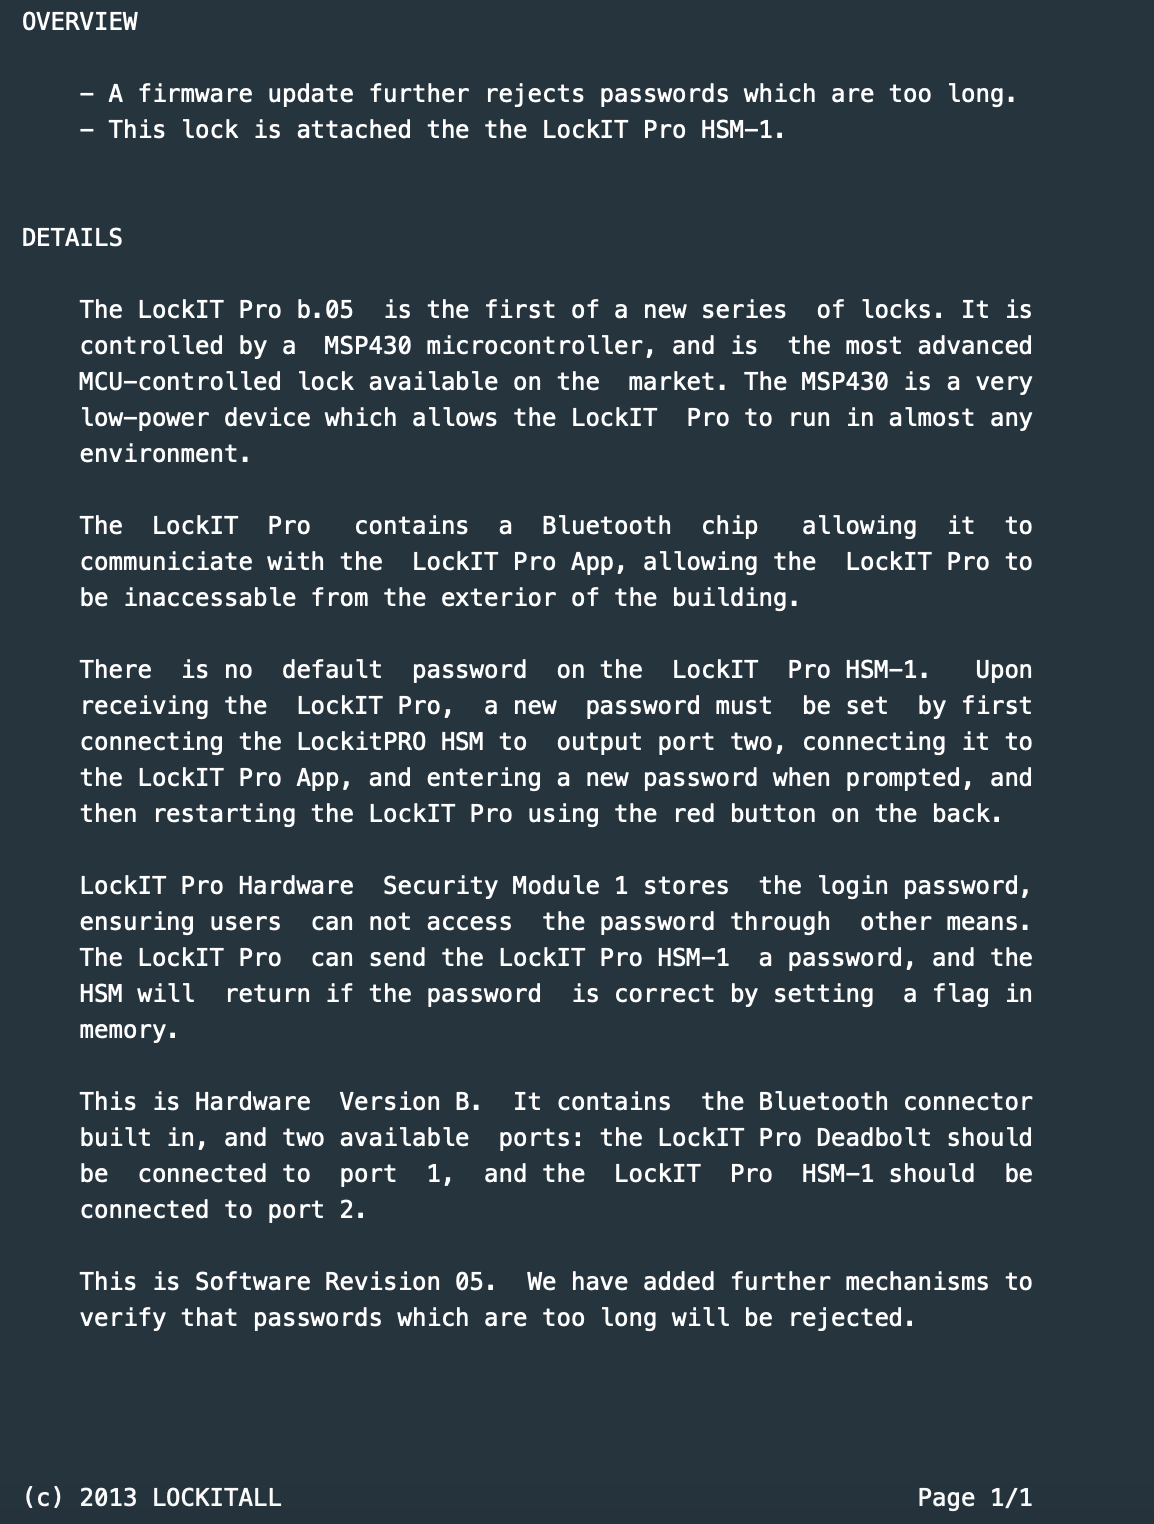 OVERVIEW
- A firmware update further rejects passwords which are too long.
- This lock is attached the the LockIT Pro HSM-1.
DETAILS
The LockIT Pro b.05  is the first of a new series  of locks. It is
controlled by a  MSP430 microcontroller, and is  the most advanced
MCU-controlled lock available on the  market. The MSP430 is a very
low-power device which allows the LockIT  Pro to run in almost any
environment.
The  LockIT  Pro   contains  a  Bluetooth  chip   allowing  it  to
communiciate with the  LockIT Pro App, allowing the  LockIT Pro to
be inaccessable from the exterior of the building.
There  is no  default  password  on the  LockIT  Pro HSM-1.   Upon
receiving the  LockIT Pro,  a new  password must  be set  by first
connecting the LockitPRO HSM to  output port two, connecting it to
the LockIT Pro App, and entering a new password when prompted, and
then restarting the LockIT Pro using the red button on the back.
LockIT Pro Hardware  Security Module 1 stores  the login password,
ensuring users  can not access  the password through  other means.
The LockIT Pro  can send the LockIT Pro HSM-1  a password, and the
HSM will  return if the password  is correct by setting  a flag in
memory.
This is Hardware  Version B.  It contains  the Bluetooth connector
built in, and two available  ports: the LockIT Pro Deadbolt should
be  connected to  port  1,  and the  LockIT  Pro  HSM-1 should  be
connected to port 2.
This is Software Revision 05.  We have added further mechanisms to
verify that passwords which are too long will be rejected.
(c) 2013 LOCKITALL
Page 1/1